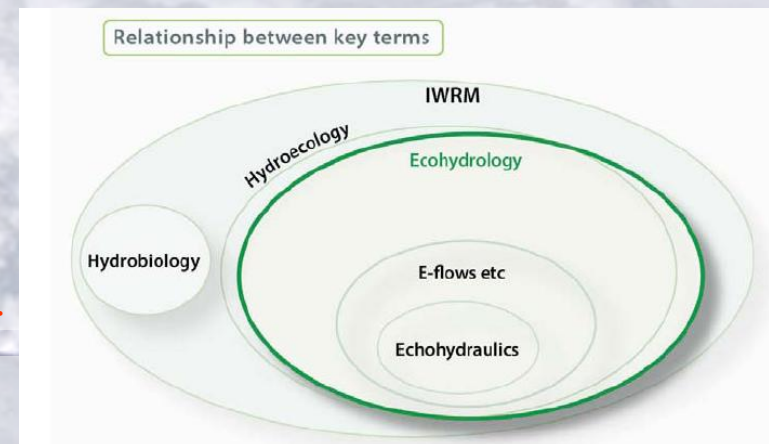 Relationship between key terms
IWRM
Hydroecology
Ecohydrology
Hydrobiology
E-flows etc
Echohydraulics